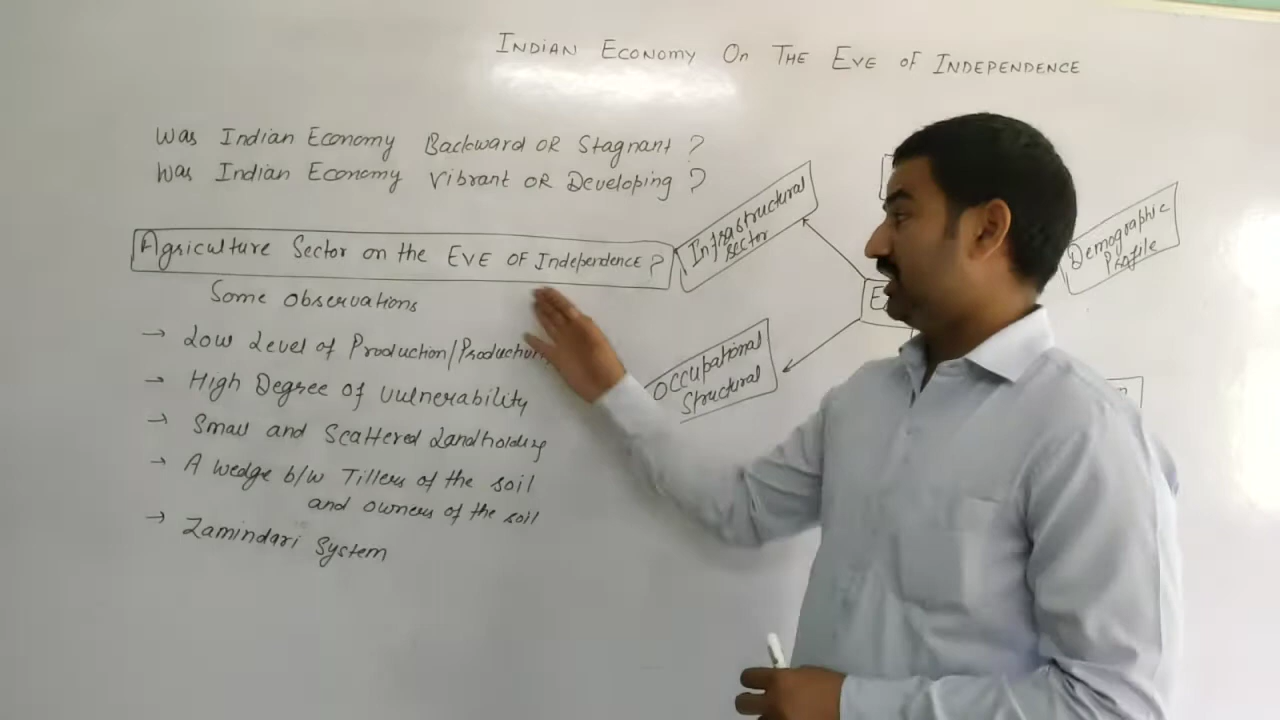 INDIAN ECONOMY ON THE EVE OF INDEPENDENCE
Was Indian Economy Backward OR Stagnant ?
Was Indian Economy Vibrant OR Developing ?
Agriculture Sector on the EVE OF Independence ?
Some Observations
→ Low Level of Production/
→ High Degree of Vulnerability
→ Small and Scattered Landholding
→ A wedge b/w Tillers of the soil
and owners of the soil
→ Zamindari System
Infrastructural
Sector
Occupational
Structural
Demographic
Profile